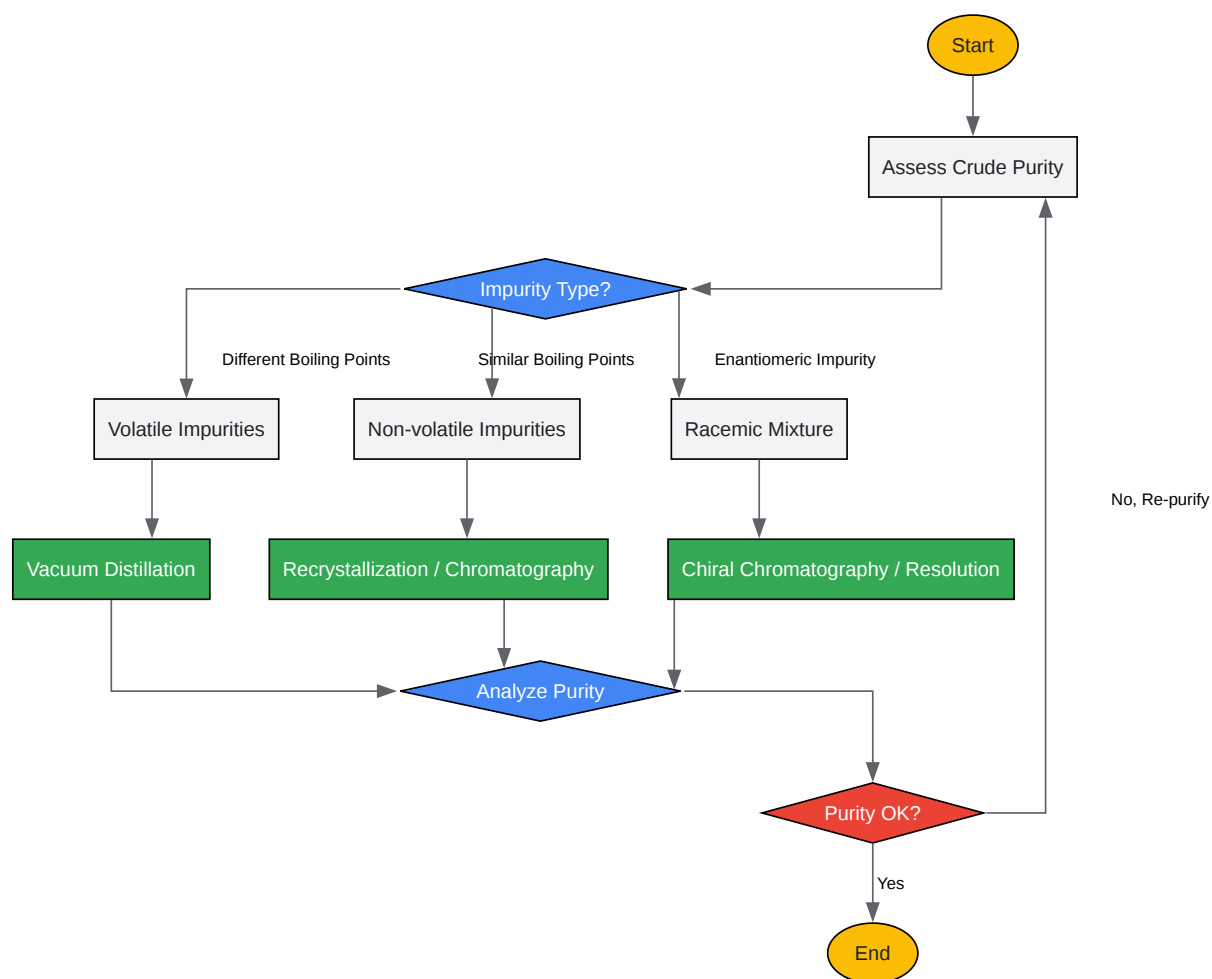 Start
Assess Crude Purity
Impurity Type?
Different Boiling Points
Similar Boiling Points
Enantiomeric Impurity
Volatile Impurities
Non-volatile Impurities
Racemic Mixture
No, Re-purify
Vacuum Distillation
Recrystallization / Chromatography
Chiral Chromatography / Resolution
Analyze Purity
Purity OK?
Yes
End